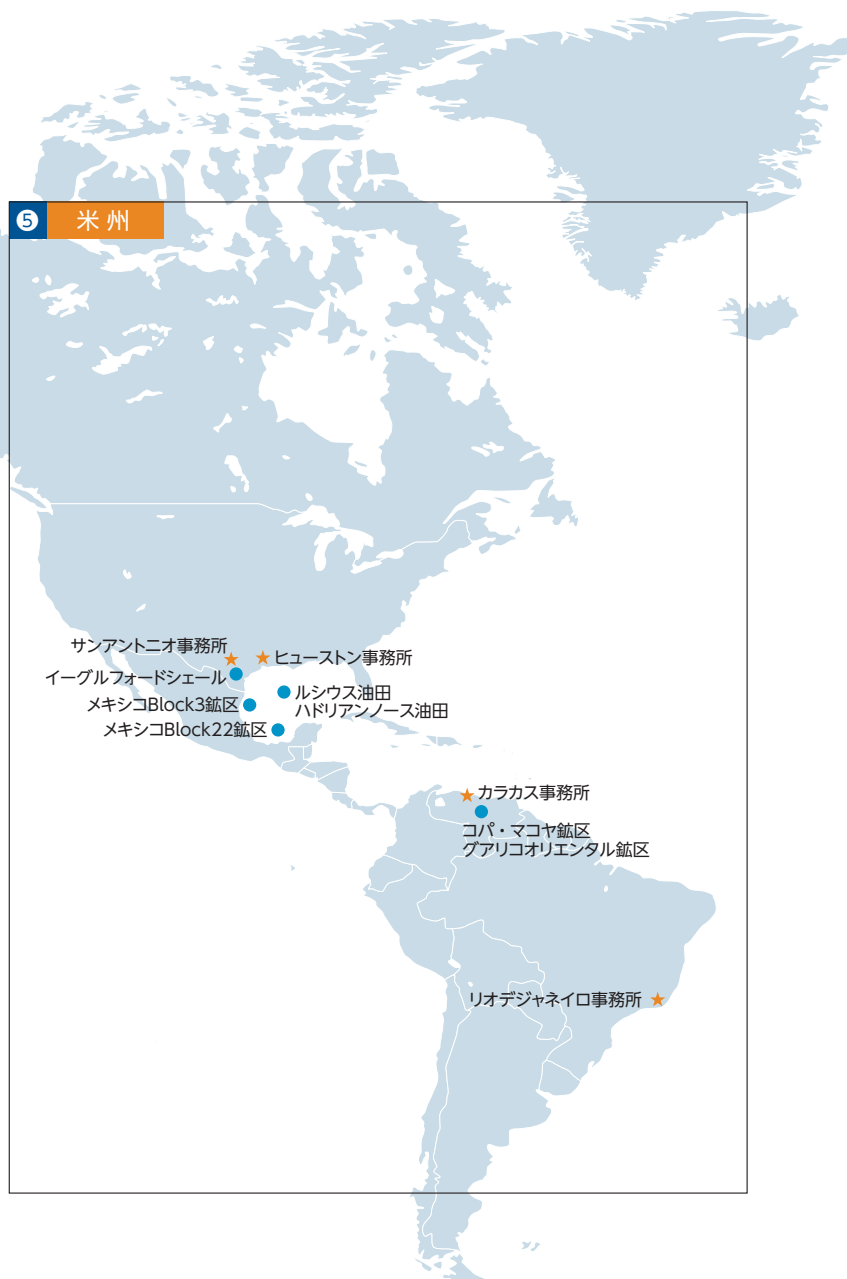 ❺ 米州
サンアントニオ事務所
ヒューストン事務所
イーグルフォードシェール
ルシウス油田
ハドリアンノース油田
メキシコBlock3鉱区
メキシコBlock22鉱区
カラカス事務所
コパ・マコヤ鉱区
グアリコオリエンタル鉱区
リオデジャネイロ事務所